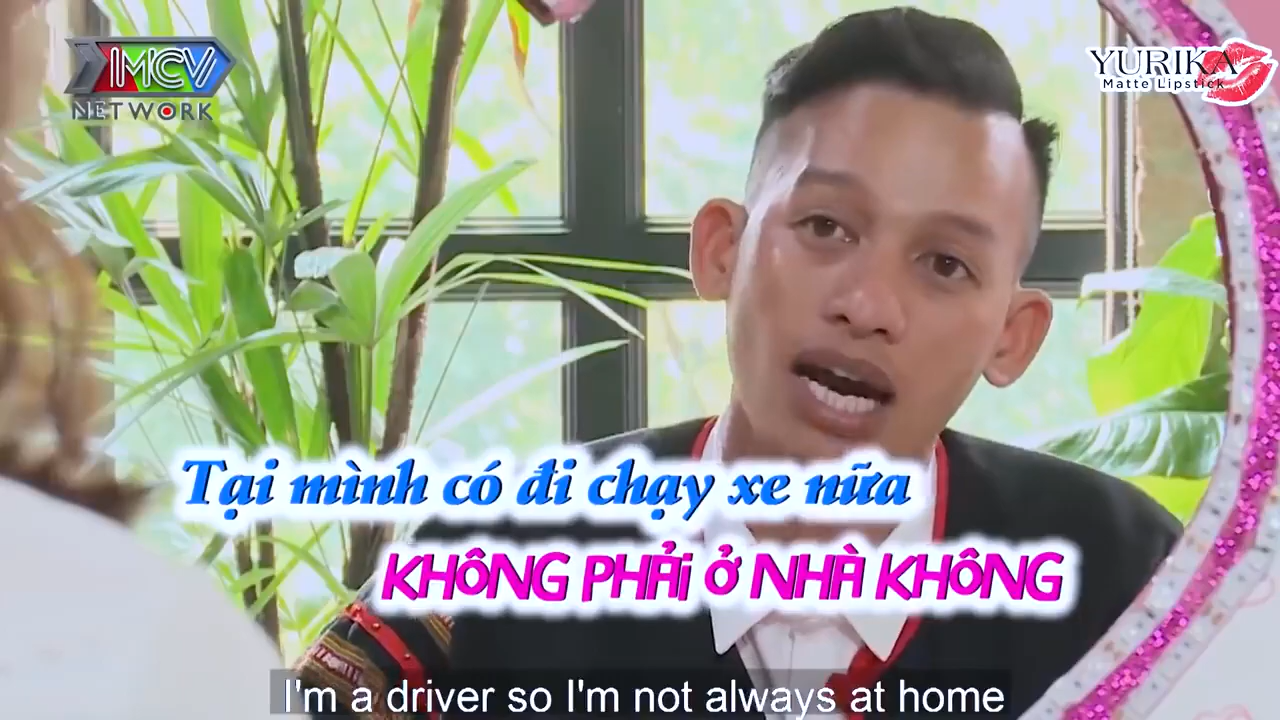 MCV
NETWORK
YURIKA
Matte Lipstick
Tại mình có đi chạy xe nữa
KHÔNG PHẢI Ở NHÀ KHÔNG
I'm a driver so I'm not always at home